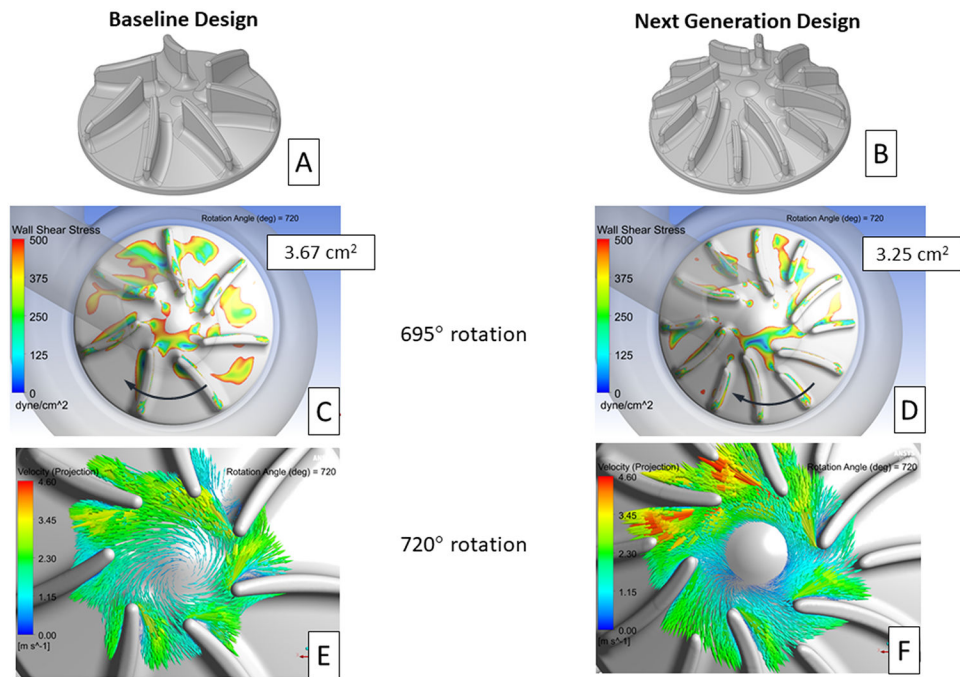 Baseline Design
Next Generation Design
A
B
Wall Shear Stress
Rotation Angle (deg) = 720
3.67 cm²
500
375
250
125
0
dyne/cm^2
C
695° rotation
Wall Shear Stress
Rotation Angle (deg) = 720
3.25 cm²
500
375
250
125
0
dyne/cm^2
D
Velocity (Projection)
Rotation Angle (deg) = 720
4.60
3.45
2.30
1.15
0.00
[m s^-1]
E
720° rotation
Velocity (Projection)
Rotation Angle (deg) = 720
4.60
3.45
2.30
1.15
0.00
[m s^-1]
F